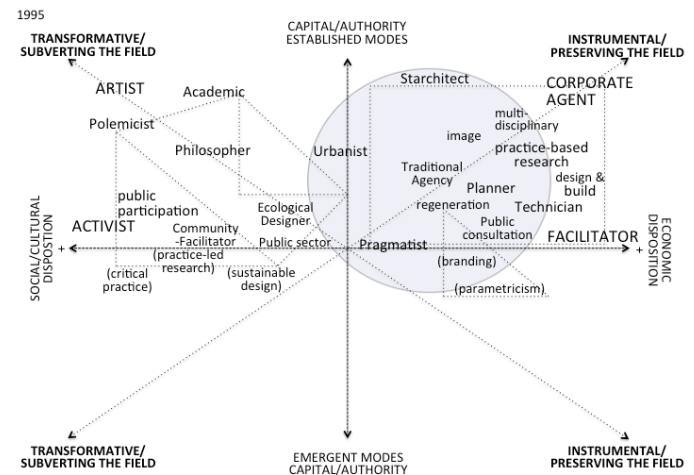 1995
CAPITAL/AUTHORITY
ESTABLISHED MODES
TRANSFORMATIVE/
SUBVERTING THE FIELD
INSTRUMENTAL/
PRESERVING THE FIELD
ARTIST
Academic
Starchitect
CORPORATE
AGENT
Polemicist
multi-
disciplinary
image
Philosopher
Urbanist
practice-based
research
Traditional
Agency
design &
build
Planner
public
participation
Ecological
Designer
regeneration
Technician
ACTIVIST
Community
-Facilitator
Public
consultation
FACILITATOR
Public sector
Pragmatist
SOCIAL/CULTURAL
DISPOSTION
+
+
ECONOMIC
DISPOSITION
(practice-led
research)
(critical
practice)
(sustainable
design)
(branding)
(parametricism)
TRANSFORMATIVE/
SUBVERTING THE FIELD
EMERGENT MODES
CAPITAL/AUTHORITY
INSTRUMENTAL/
PRESERVING THE FIELD